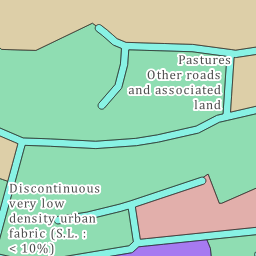 Pastures
Other roads
and associated
land
Discontinuous
very low
density urban
fabric (S.L. :
< 10%)